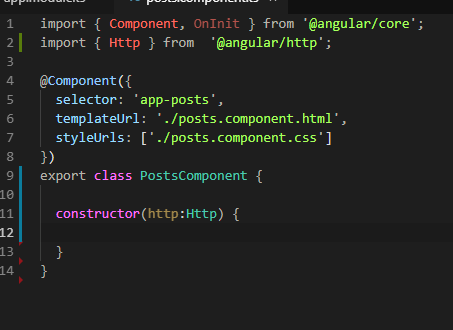 1 import { Component, OnInit } from '@angular/core';
2 import { Http } from  '@angular/http';
3
4 @Component({
5   selector: 'app-posts',
6   templateUrl: './posts.component.html',
7   styleUrls: ['./posts.component.css']
8 })
9 export class PostsComponent {
10
11   constructor(http:Http) {
12
13   }
14 }